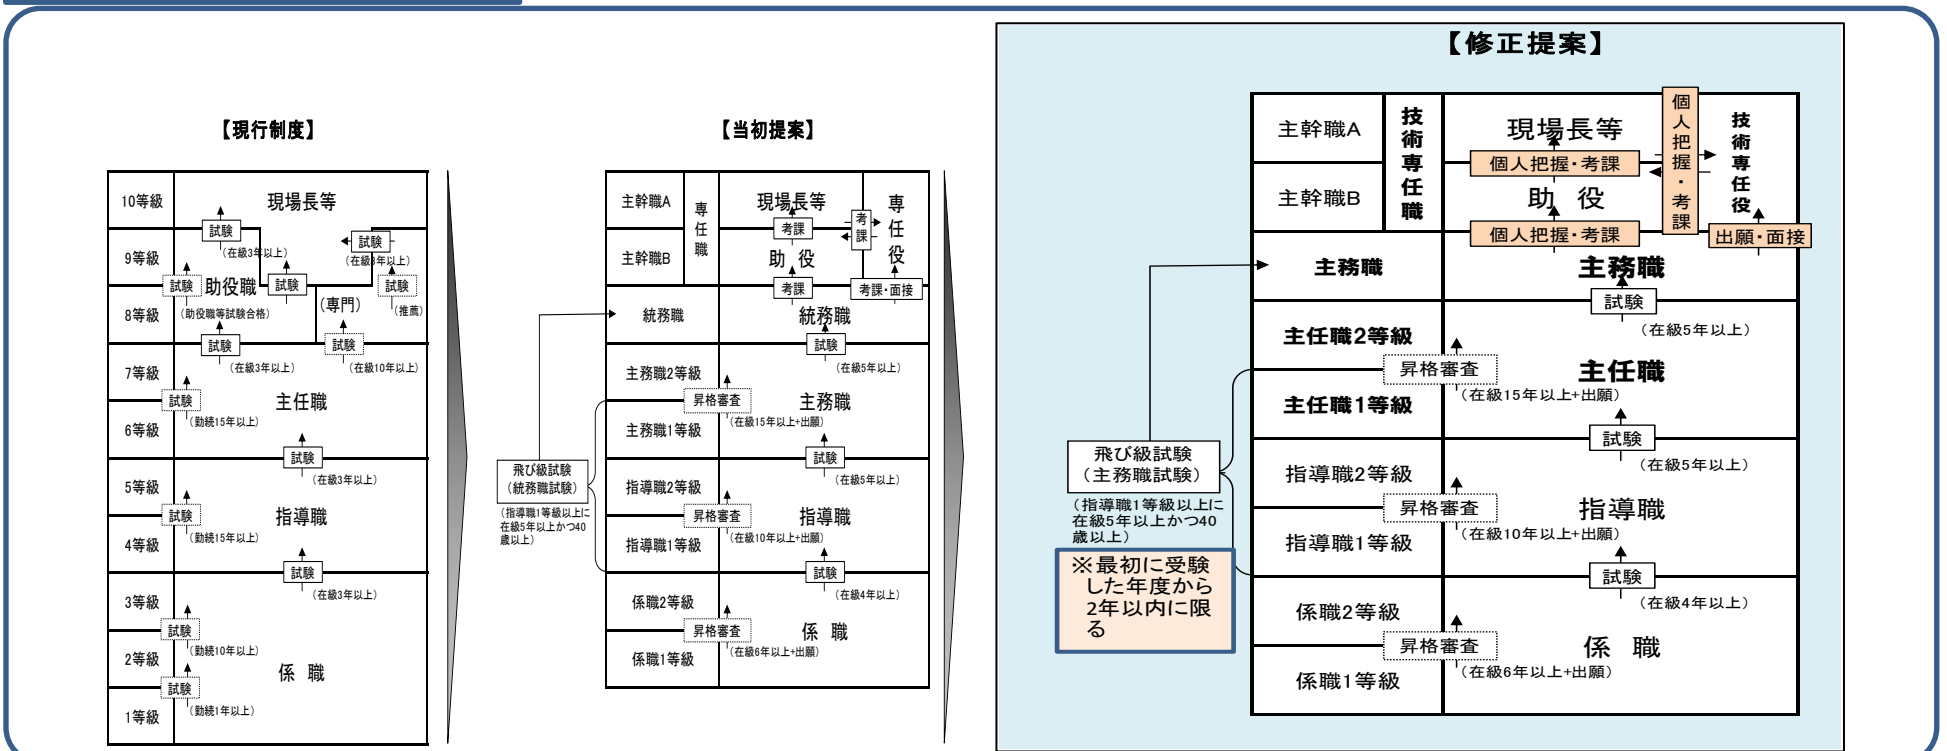 【現行制度】
10等級
現場長等
試験
(在級3年以上)
試験
(在級3年以上)
9等級
試験
助役職
試験
試験
(専門)
(推薦)
8等級
(助役職等試験合格)
試験
(在級3年以上)
試験
(在級10年以上)
7等級
試験
主任職
(勤続15年以上)
6等級
試験
(在級3年以上)
5等級
試験
指導職
(勤続15年以上)
4等級
試験
(在級3年以上)
3等級
試験
(勤続10年以上)
2等級
係 職
試験
(勤続1年以上)
1等級
【当初提案】
主幹職A
専任職
現場長等
考課
考課
専任役
主幹職B
助 役
考課
考課・面接
統務職
統務職
試験
(在級5年以上)
主務職2等級
昇格審査
主務職
(在級15年以上+出願)
主務職1等級
試験
(在級5年以上)
飛び級試験
(統務職試験)
(指導職1等級以上に
在級5年以上かつ40
歳以上)
指導職2等級
昇格審査
指導職
(在級10年以上+出願)
指導職1等級
試験
(在級4年以上)
係職2等級
昇格審査
係 職
(在級6年以上+出願)
係職1等級
【修正提案】
主幹職A
技術専任職
現場長等
個人把握・考課
個人把握・考課
技術専任役
主幹職B
助 役
個人把握・考課
出願・面接
主務職
主務職
試験
(在級5年以上)
主任職2等級
昇格審査
主任職
(在級15年以上+出願)
主任職1等級
試験
(在級5年以上)
飛び級試験
(主務職試験)
(指導職1等級以上に
在級5年以上かつ40
歳以上)
※最初に受験
した年度から
2年以内に限
る
指導職2等級
昇格審査
指導職
(在級10年以上+出願)
指導職1等級
試験
(在級4年以上)
係職2等級
昇格審査
係 職
(在級6年以上+出願)
係職1等級